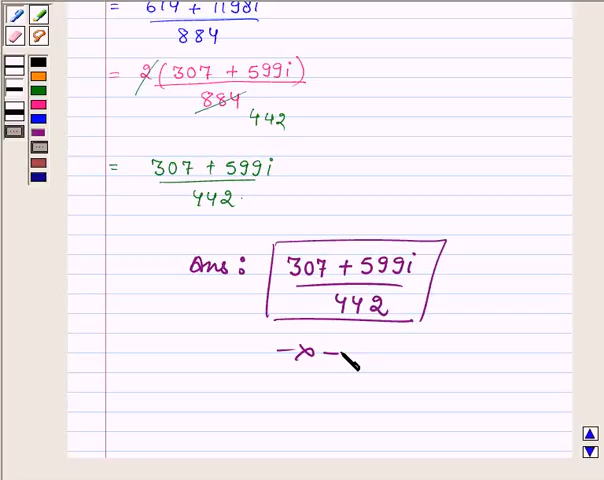 = 614 + 1198i
884
= 2(307 + 599i)
884
442
= 307 + 599i
442
Ans : 307 + 599i
442